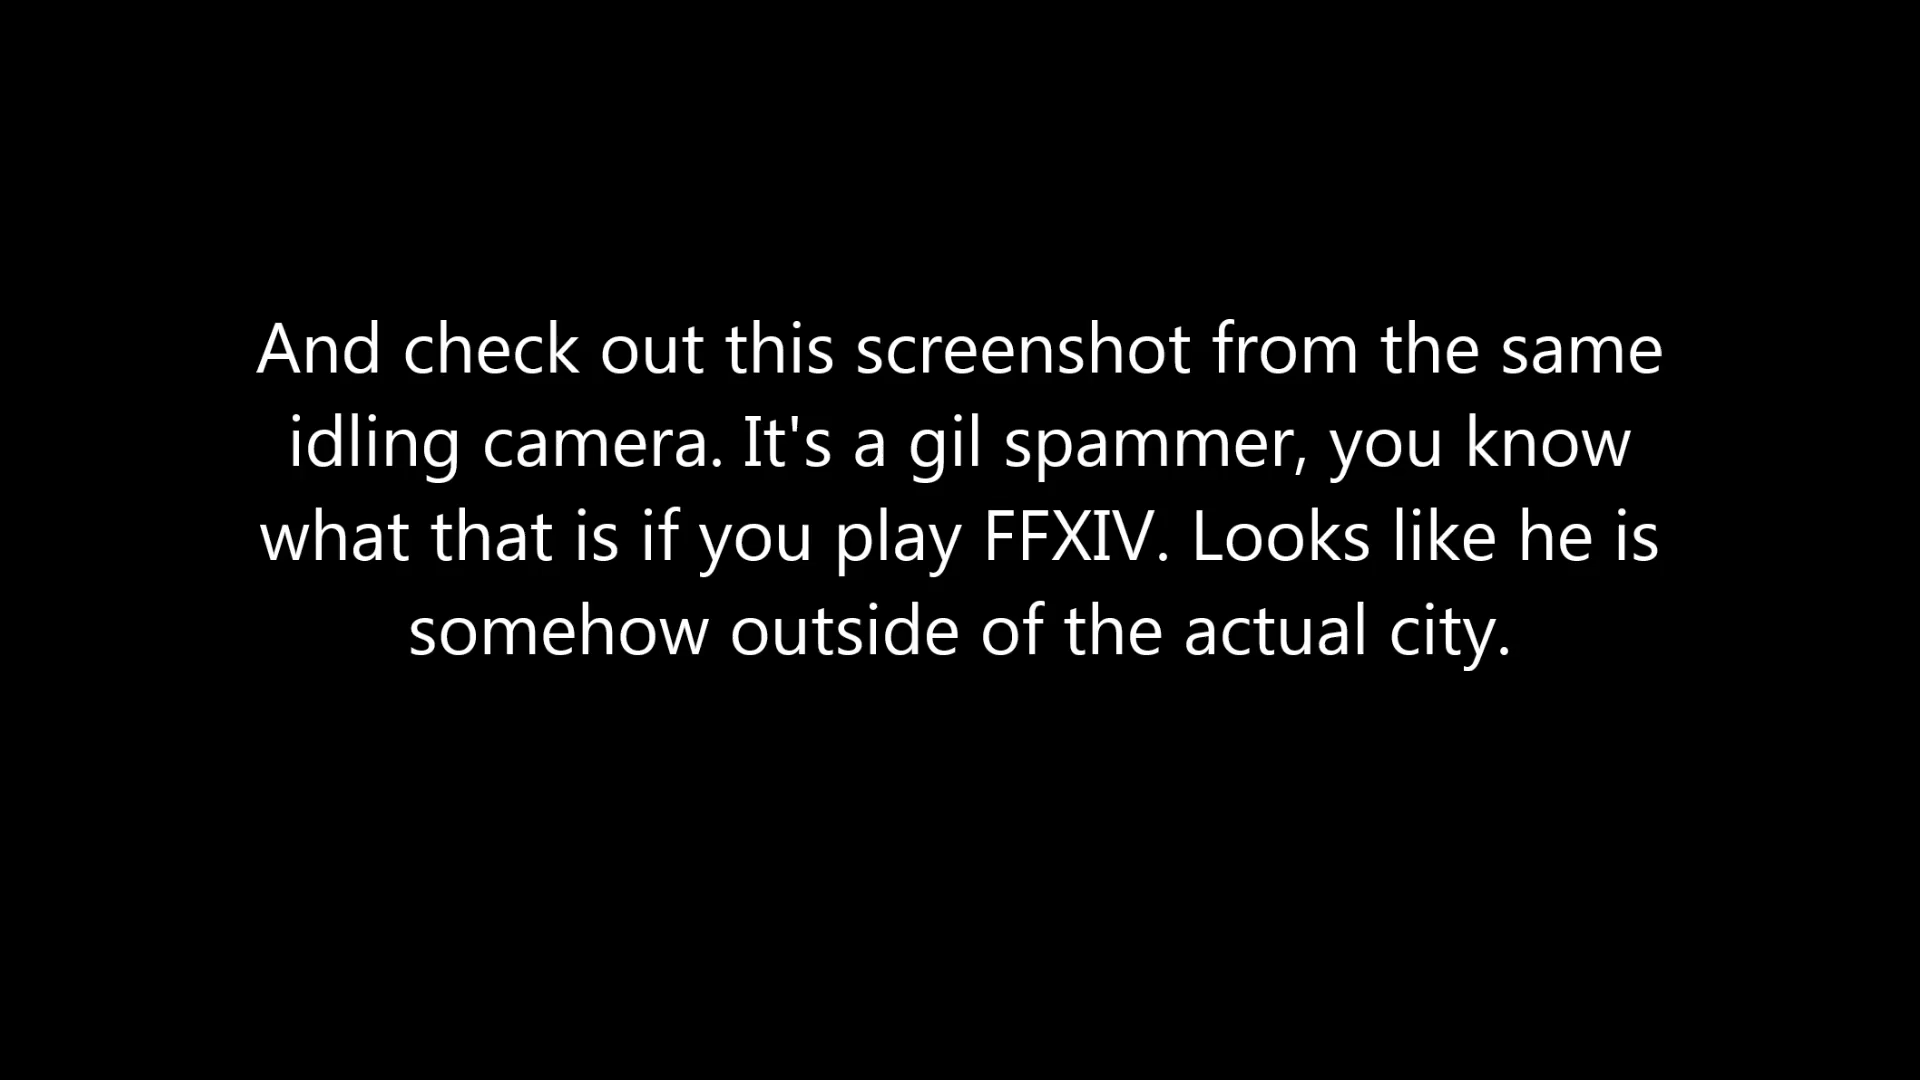 And check out this screenshot from the same
idling camera. It's a gil spammer, you know
what that is if you play FFXIV. Looks like he is
somehow outside of the actual city.